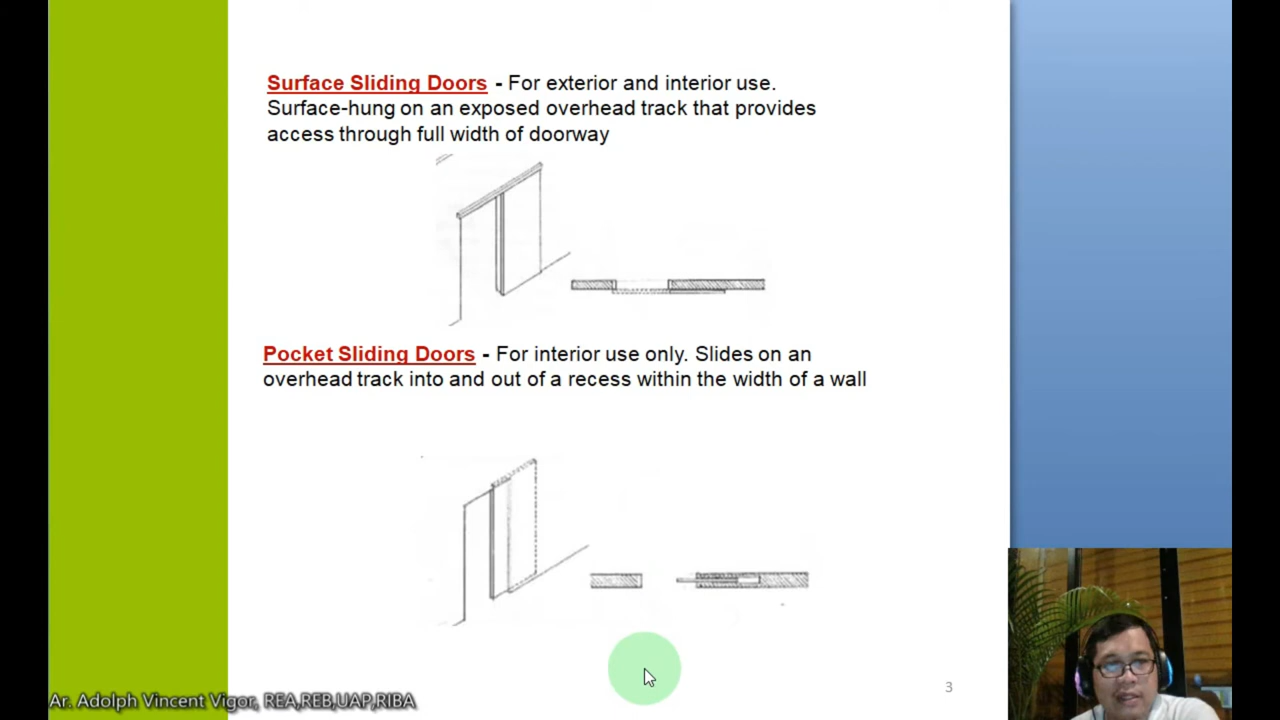 Surface Sliding Doors - For exterior and interior use.
Surface-hung on an exposed overhead track that provides
access through full width of doorway
Pocket Sliding Doors - For interior use only. Slides on an
overhead track into and out of a recess within the width of a wall
3
Ar. Adolph Vincent Vigor, REA,REB,UAP,RIBA